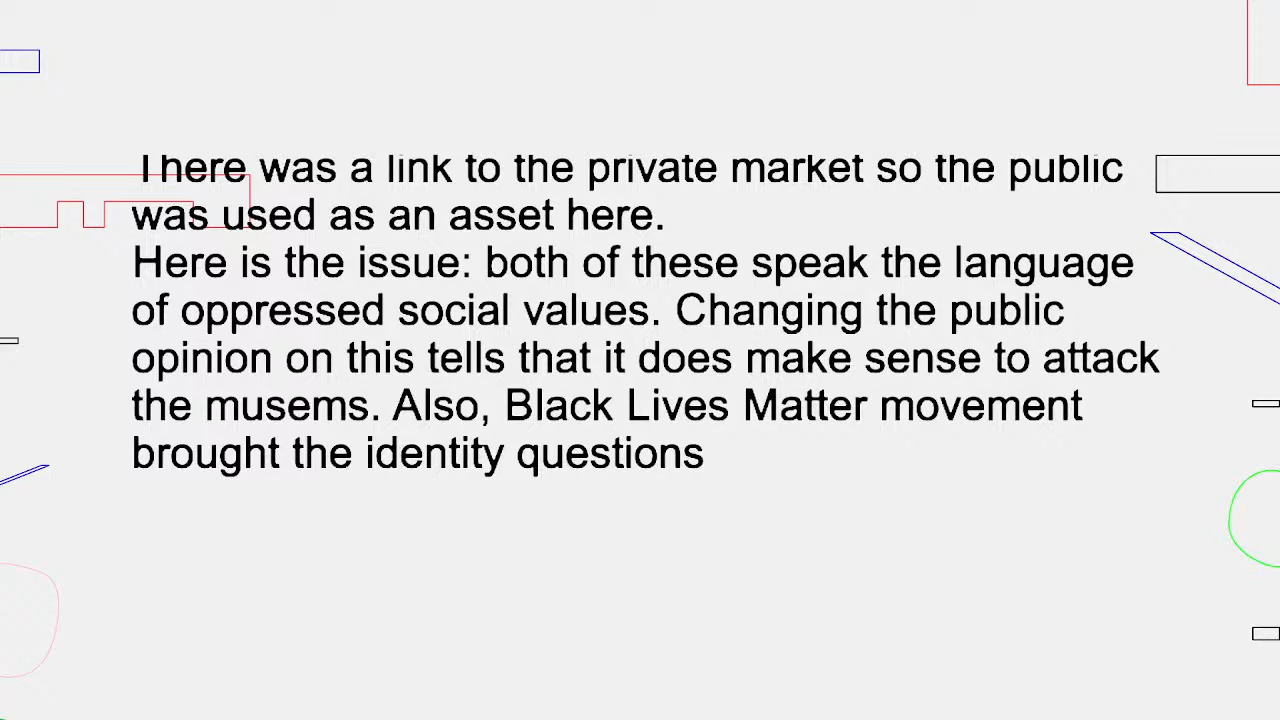 There was a link to the private market so the public
was used as an asset here.
Here is the issue: both of these speak the language
of oppressed social values. Changing the public
opinion on this tells that it does make sense to attack
the musems. Also, Black Lives Matter movement
brought the identity questions